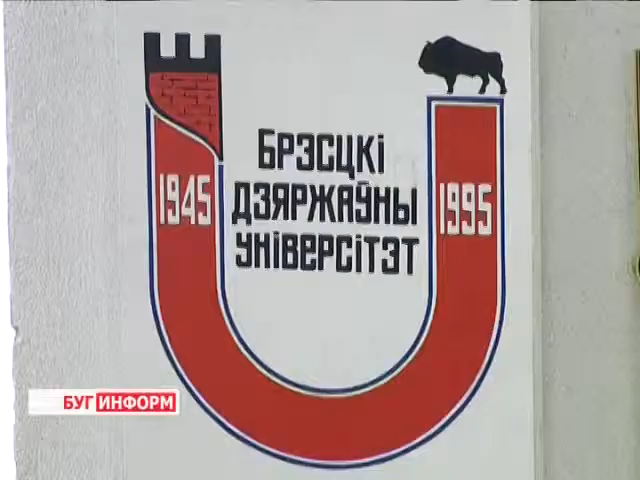 1945
БРЭСЦКІ
ДЗЯРЖАЎНЫ
УНІВЕРСІТЭТ
1995
БУГИНФОРМ